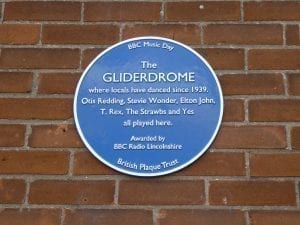 BBC Music Day
The
GLIDERDROME
where locals have danced since 1939.
Otis Redding, Stevie Wonder, Elton John,
T. Rex, The Strawbs and Yes
all played here.
Awarded by
BBC Radio Lincolnshire
British Plaque Trust